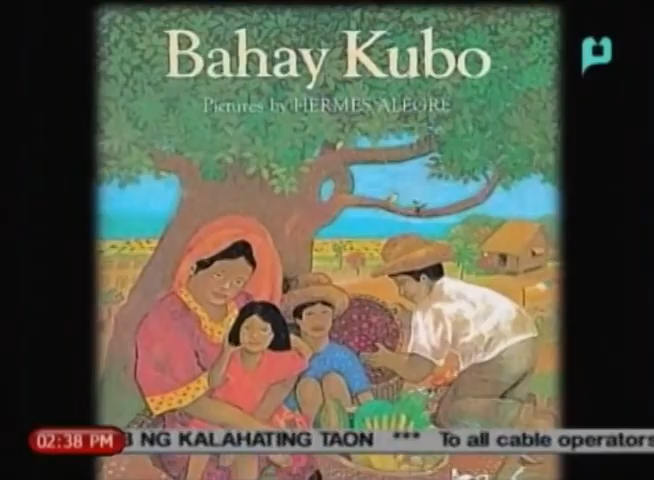 Bahay Kubo
Pictures by HERMES ALEGRE
02:38 PM NG KALAHATING TAON *** To all cable operators